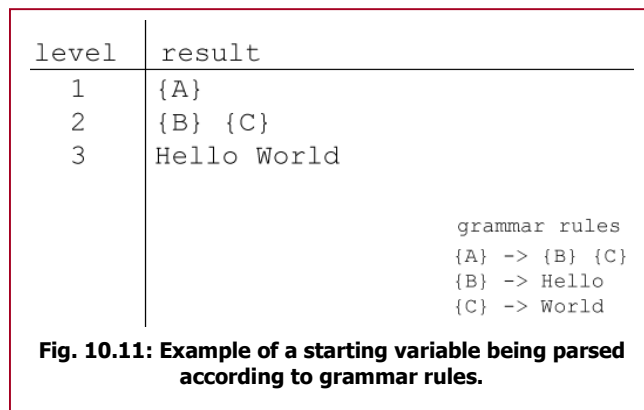 level result
1 {A}
2 {B} {C}
3 Hello World
grammar rules
{A} -> {B} {C}
{B} -> Hello
{C} -> World
Fig. 10.11: Example of a starting variable being parsed
according to grammar rules.